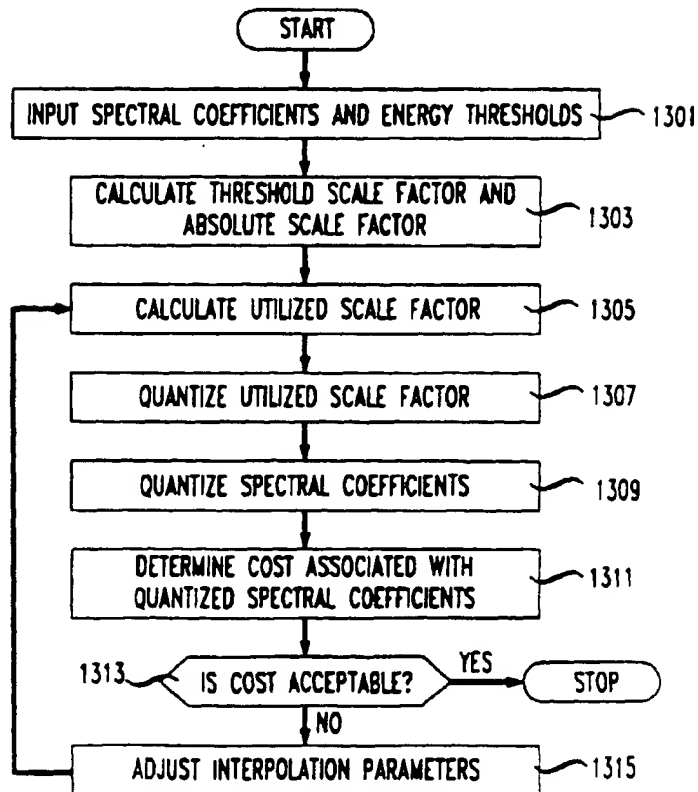 START
INPUT SPECTRAL COEFFICIENTS AND ENERGY THRESHOLDS 1301
CALCULATE THRESHOLD SCALE FACTOR AND
ABSOLUTE SCALE FACTOR 1303
CALCULATE UTILIZED SCALE FACTOR 1305
QUANTIZE UTILIZED SCALE FACTOR 1307
QUANTIZE SPECTRAL COEFFICIENTS 1309
DETERMINE COST ASSOCIATED WITH
QUANTIZED SPECTRAL COEFFICIENTS 1311
1313 IS COST ACCEPTABLE? YES STOP
NO
ADJUST INTERPOLATION PARAMETERS 1315